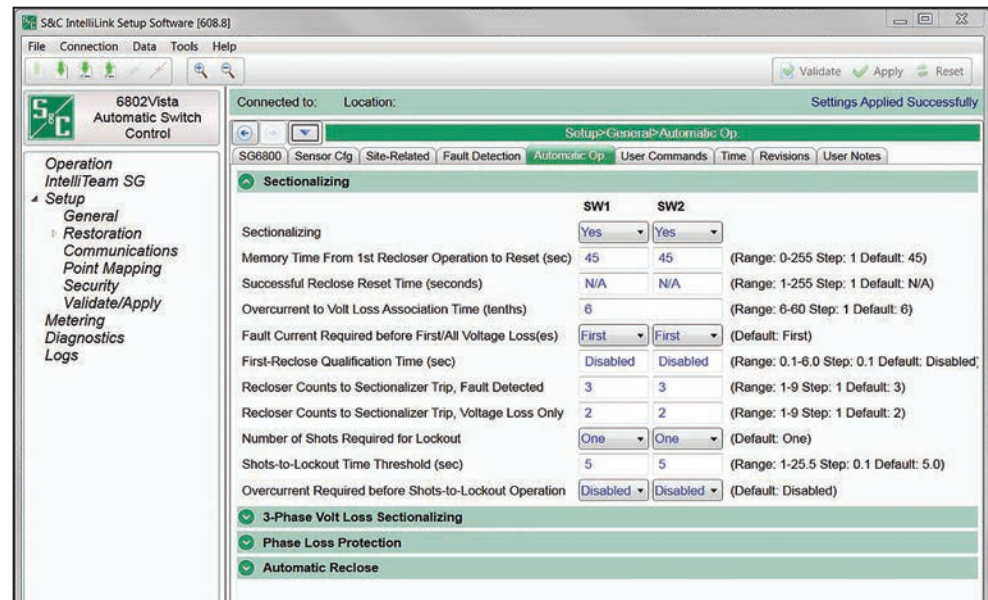 S&C IntelliLink Setup Software [608.8]
File Connection Data Tools Help
Validate Apply Reset
S&C
6802Vista
Automatic Switch
Control
Connected to: Location: Settings Applied Successfully
Setup>General>Automatic Op.
SG6800 Sensor Cfg Site-Related Fault Detection Automatic Op. User Commands Time Revisions User Notes
Operation
IntelliTeam SG
Setup
General
Restoration
Communications
Point Mapping
Security
Validate/Apply
Metering
Diagnostics
Logs
Sectionalizing
SW1 SW2
Sectionalizing Yes Yes
Memory Time From 1st Recloser Operation to Reset (sec) 45 45 (Range: 0-255 Step: 1 Default: 45)
Successful Reclose Reset Time (seconds) N/A N/A (Range: 1-255 Step: 1 Default: N/A)
Overcurrent to Volt Loss Association Time (tenths) 6 (Range: 6-60 Step: 1 Default: 6)
Fault Current Required before First/All Voltage Loss(es) First First (Default: First)
First-Reclose Qualification Time (sec) Disabled Disabled (Range: 0.1-6.0 Step: 0.1 Default: Disabled)
Recloser Counts to Sectionalizer Trip, Fault Detected 3 3 (Range: 1-9 Step: 1 Default: 3)
Recloser Counts to Sectionalizer Trip, Voltage Loss Only 2 2 (Range: 1-9 Step: 1 Default: 2)
Number of Shots Required for Lockout One One (Default: One)
Shots-to-Lockout Time Threshold (sec) 5 5 (Range: 1-25.5 Step: 0.1 Default: 5.0)
Overcurrent Required before Shots-to-Lockout Operation Disabled Disabled (Default: Disabled)
3-Phase Volt Loss Sectionalizing
Phase Loss Protection
Automatic Reclose